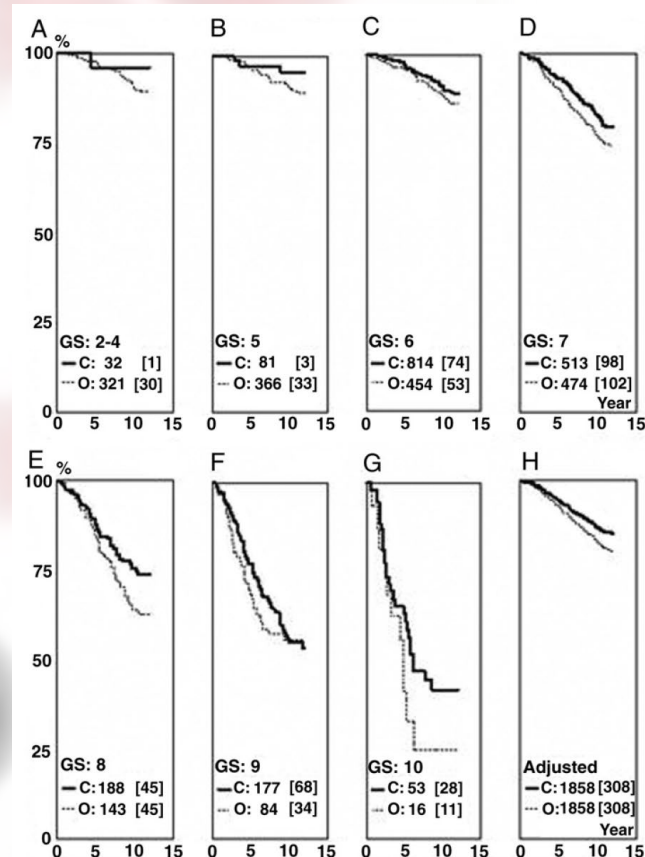 A B C D
%
100
75
50
25
0
GS: 2-4
C: 32 [1]
O: 321 [30]
GS: 5
C: 81 [3]
O: 366 [33]
GS: 6
C: 814 [74]
O: 454 [53]
GS: 7
C: 513 [98]
O: 474 [102]
Year
0 5 10 15
0 5 10 15
0 5 10 15
0 5 10 15
E F G H
%
100
75
50
25
0
GS: 8
C: 188 [45]
O: 143 [45]
GS: 9
C: 177 [68]
O: 84 [34]
GS: 10
C: 53 [28]
O: 16 [11]
Adjusted
C: 1858 [308]
O: 1858 [308]
Year
0 5 10 15
0 5 10 15
0 5 10 15
0 5 10 15